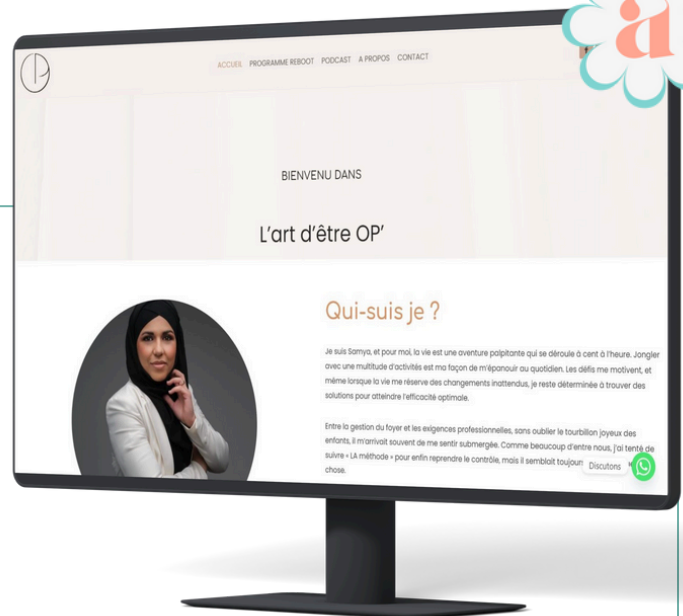 a
OP
ACCUEIL PROGRAMME REBOOT PODCAST A PROPOS CONTACT
BIENVENU DANS
L'art d'être OP'
Qui-suis je ?
Je suis Samya, et pour moi, la vie est une aventure palpitante qui se déroule à cent à l'heure. Jongler
avec une multitude d'activités est ma façon de m'épanouir au quotidien. Les défis me motivent, et
même lorsque la vie me réserve des changements inattendus, je reste déterminée à trouver des
solutions pour atteindre l'efficacité optimale.
Entre la gestion du foyer et les exigences professionnelles, sans oublier le tourbillon joyeux des
enfants, il m'arrivait souvent de me sentir submergée. Comme beaucoup d'entre nous, j'ai tenté de
suivre « LA méthode » pour enfin reprendre le contrôle, mais il semblait toujours
chose.
Discutons